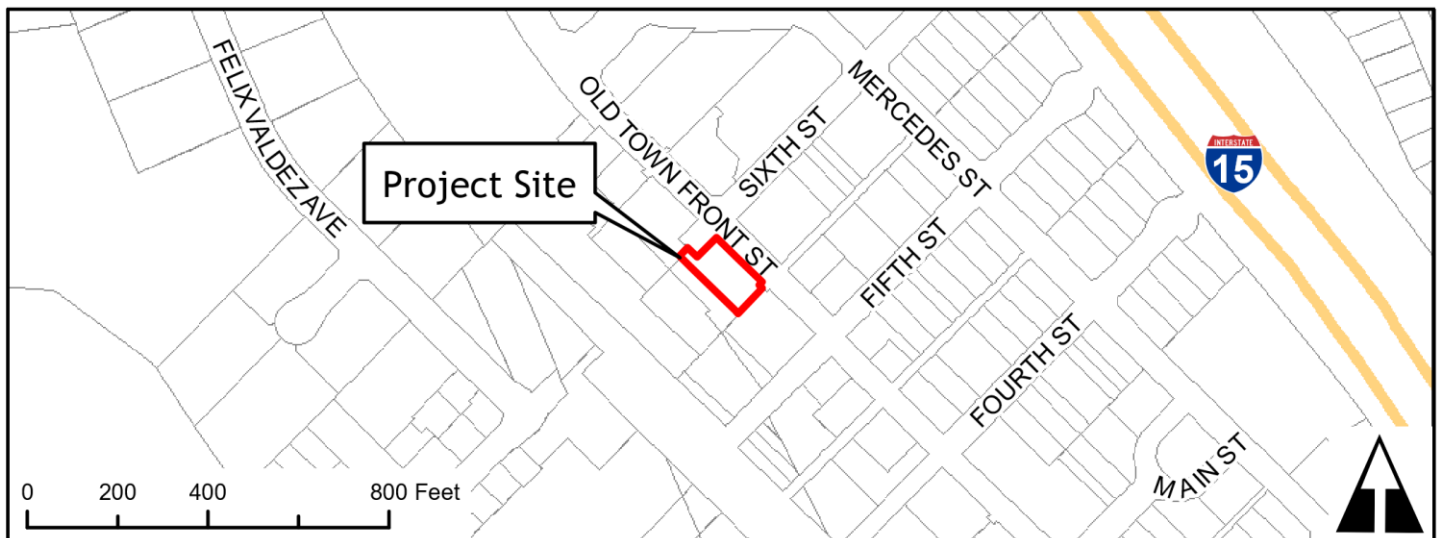 FELIX VALDEZ AVE
OLD TOWN FRONT ST
SIXTH ST
MERCEDES ST
INTERSTATE
15
Project Site
FIFTH ST
FOURTH ST
MAIN ST
0 200 400 800 Feet